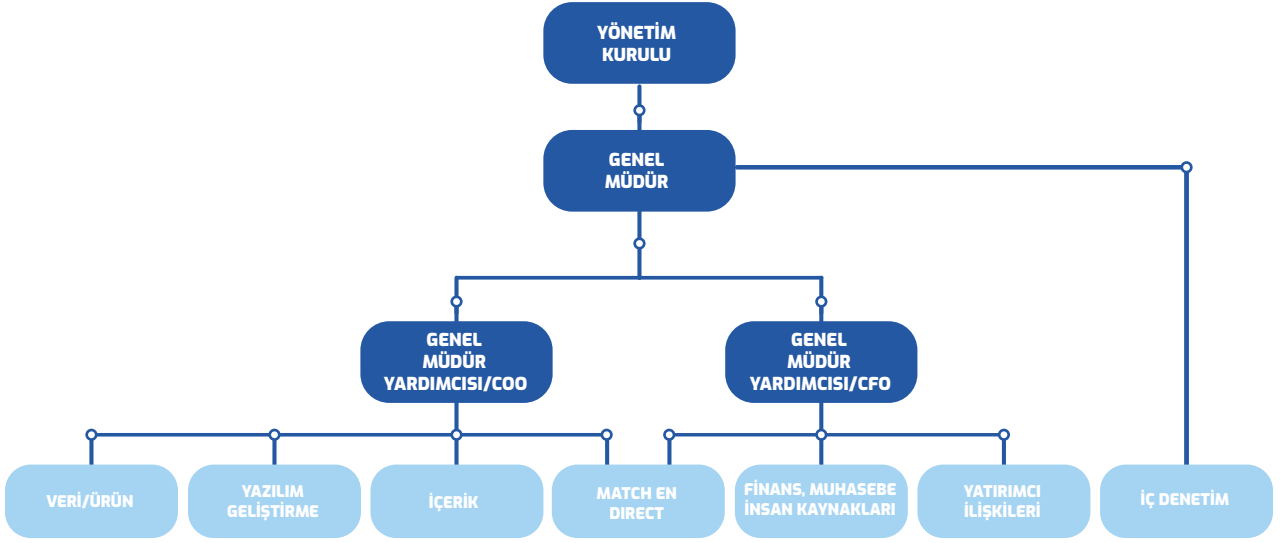 YÖNETİM
KURULU
GENEL
MÜDÜR
GENEL
MÜDÜR
YARDIMCISI/COO
GENEL
MÜDÜR
YARDIMCISI/CFO
VERİ/ÜRÜN
YAZILIM
GELİŞTİRME
İÇERİK
MATCH EN
DIRECT
FİNANS, MUHASEBE
İNSAN KAYNAKLARI
YATIRIMCI
İLİŞKİLERİ
İÇ DENETİM